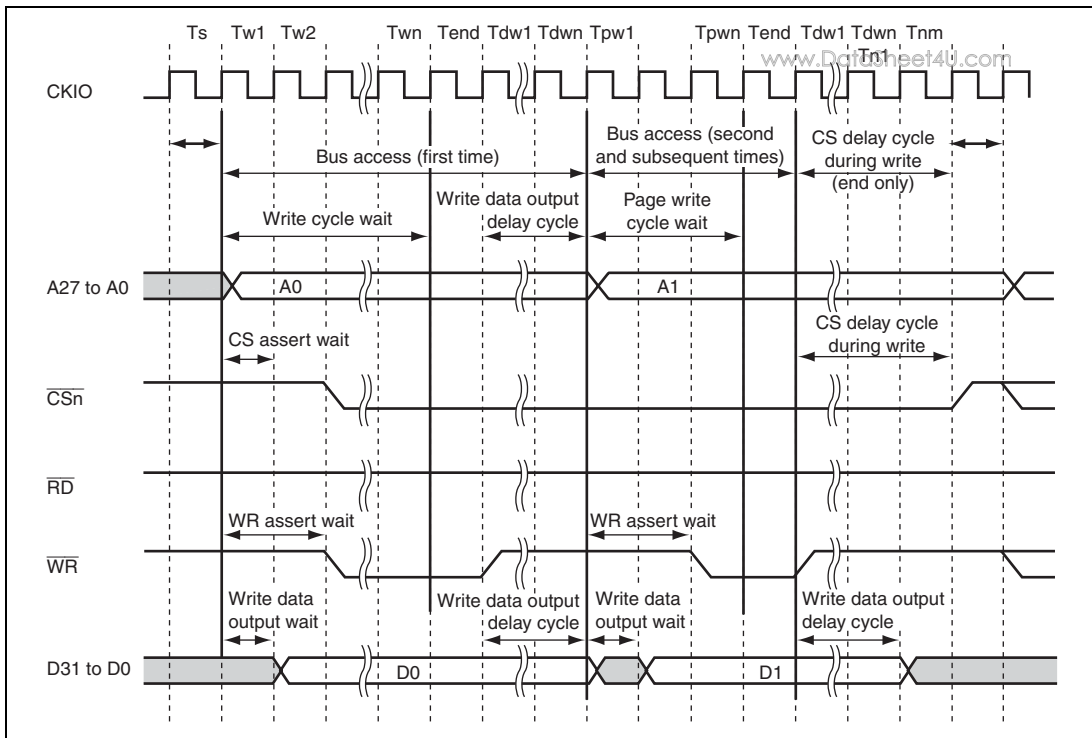 Ts Tw1 Tw2 Twn Tend Tdw1 Tdwn Tpw1 Tpwn Tend Tdw1 Tdwn Tnm
www.DataSheet4U.com
Tn1
CKIO
Bus access (first time)
Bus access (second
and subsequent times)
CS delay cycle
during write
(end only)
Write cycle wait
Write data output
delay cycle
Page write
cycle wait
A27 to A0
A0
A1
CS assert wait
CS delay cycle
during write
CSn
RD
WR assert wait
WR assert wait
WR
Write data
output wait
Write data output
delay cycle
Write data
output wait
Write data output
delay cycle
D31 to D0
D0
D1